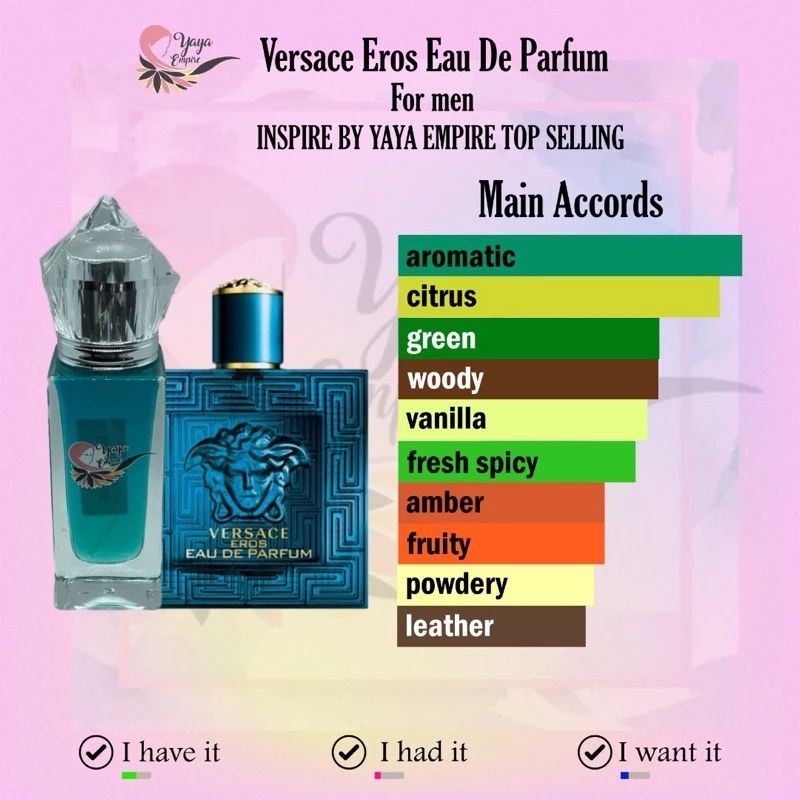 Yaya
Empire
Versace Eros Eau De Parfum
For men
INSPIRE BY YAYA EMPIRE TOP SELLING
Main Accords
aromatic
citrus
green
woody
vanilla
fresh spicy
amber
fruity
powdery
leather
Yaya
Empire
VERSACE
EROS
EAU DE PARFUM
I have it
I had it
I want it